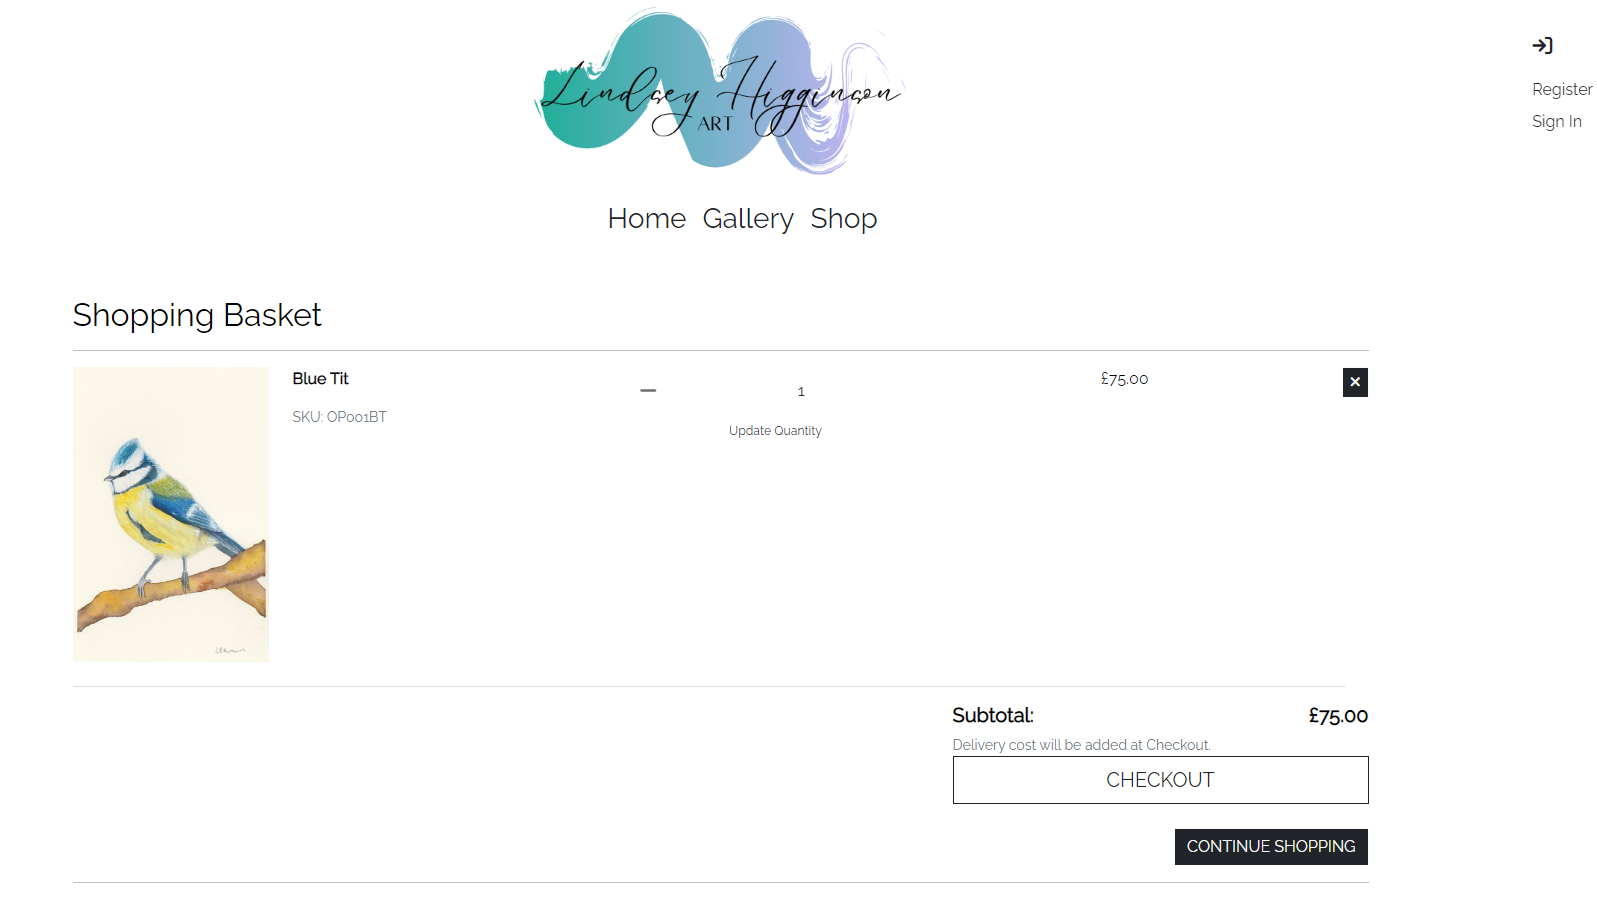 Lindsey Higginson
ART
Register
Sign In
Home Gallery Shop
Shopping Basket
Blue Tit
1
£75.00
SKU: OP001BT
Update Quantity
Subtotal: £75.00
Delivery cost will be added at Checkout.
CHECKOUT
CONTINUE SHOPPING